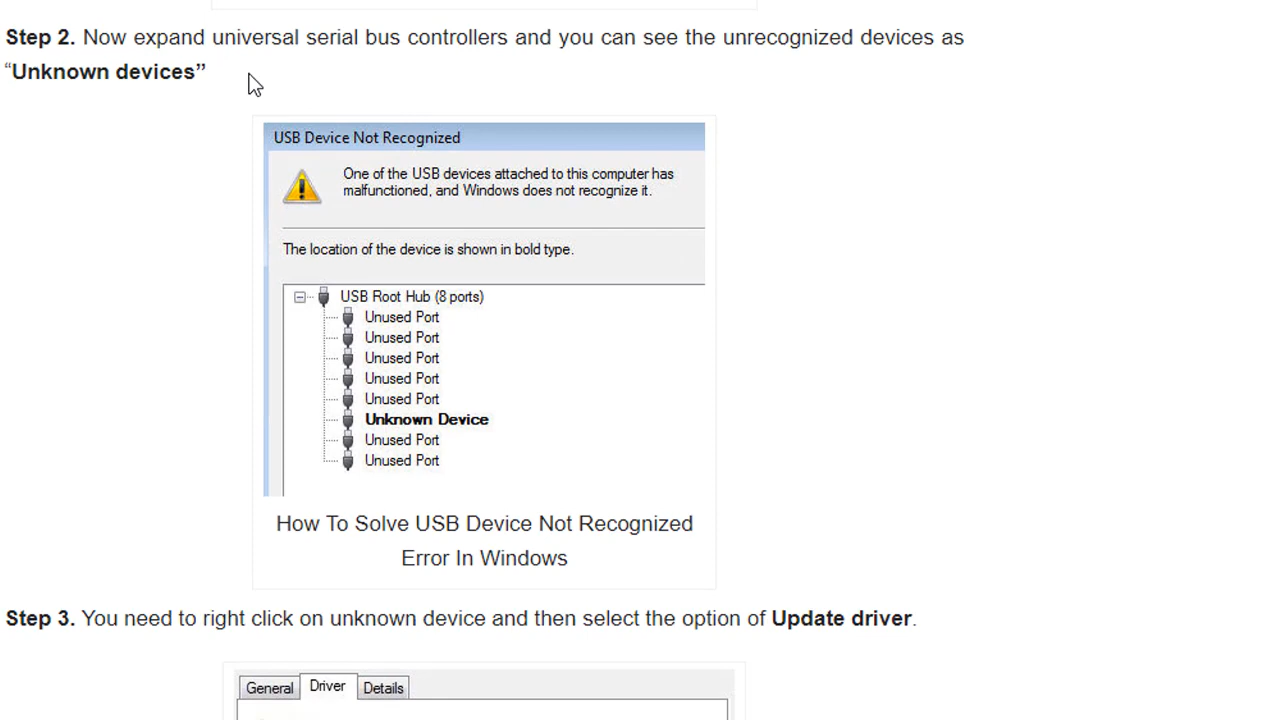 Step 2. Now expand universal serial bus controllers and you can see the unrecognized devices as
“Unknown devices”
USB Device Not Recognized
One of the USB devices attached to this computer has
malfunctioned, and Windows does not recognize it.
The location of the device is shown in bold type.
USB Root Hub (8 ports)
Unused Port
Unused Port
Unused Port
Unused Port
Unused Port
Unknown Device
Unused Port
Unused Port
How To Solve USB Device Not Recognized
Error In Windows
Step 3. You need to right click on unknown device and then select the option of Update driver.
General Driver Details